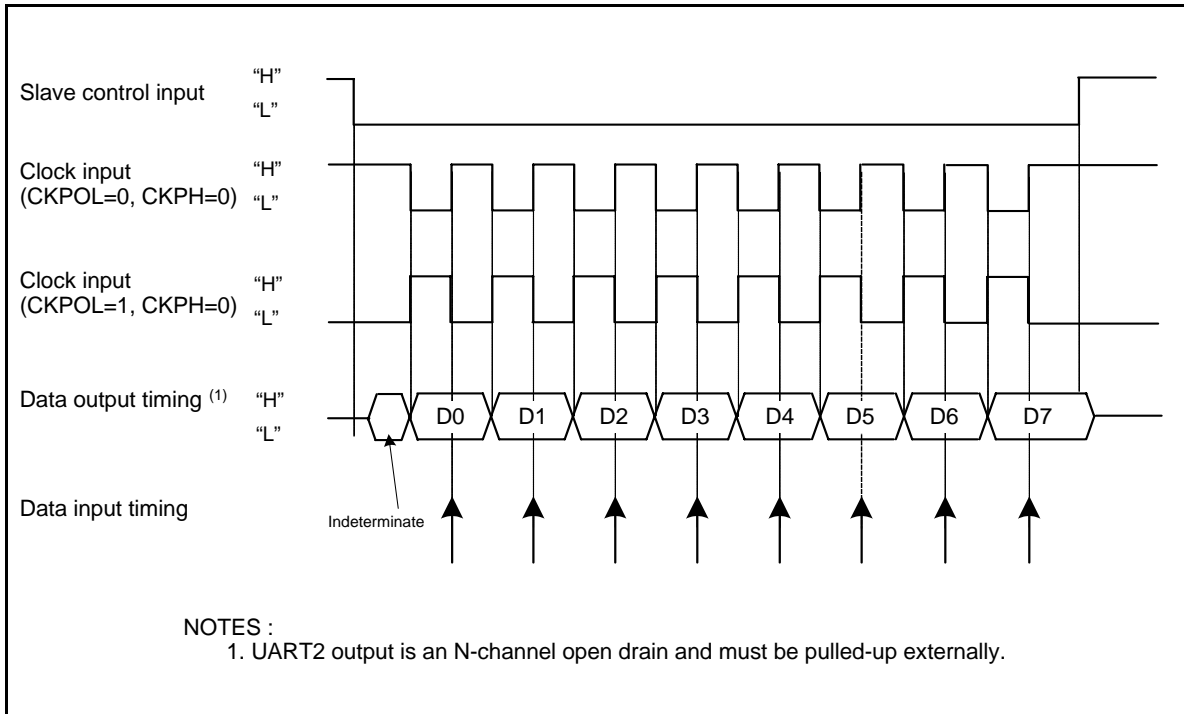 Slave control input
“H”
“L”
Clock input
(CKPOL=0, CKPH=0)
“H”
“L”
Clock input
(CKPOL=1, CKPH=0)
“H”
“L”
Data output timing (1)
“H”
“L”
D0 D1 D2 D3 D4 D5 D6 D7
Data input timing
Indeterminate
NOTES :
1. UART2 output is an N-channel open drain and must be pulled-up externally.